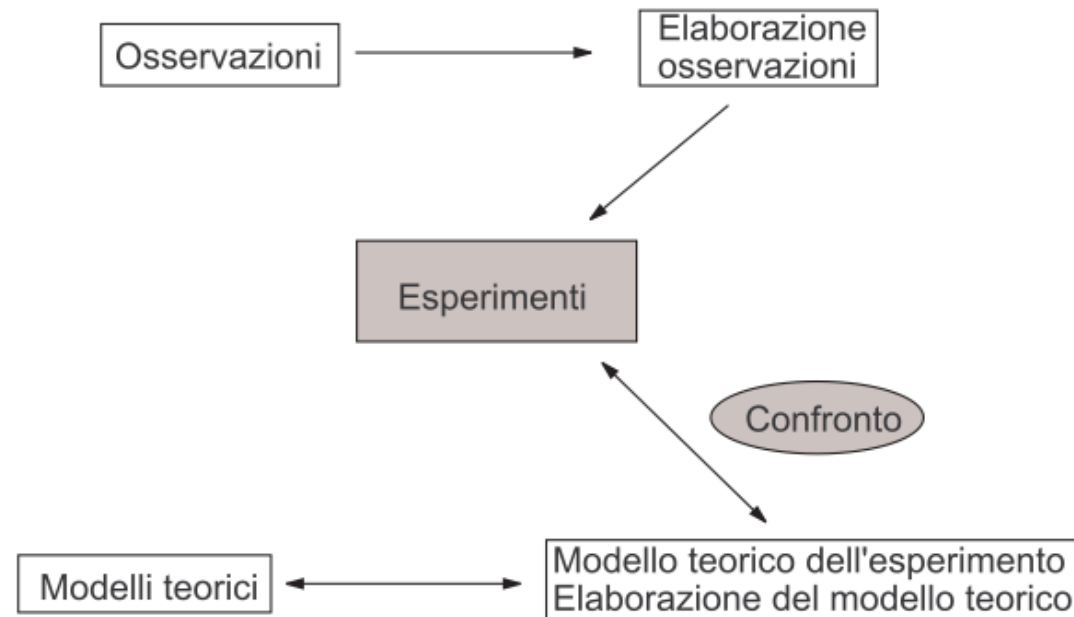 Osservazioni
Elaborazione
osservazioni
Esperimenti
Confronto
Modelli teorici
Modello teorico dell'esperimento
Elaborazione del modello teorico